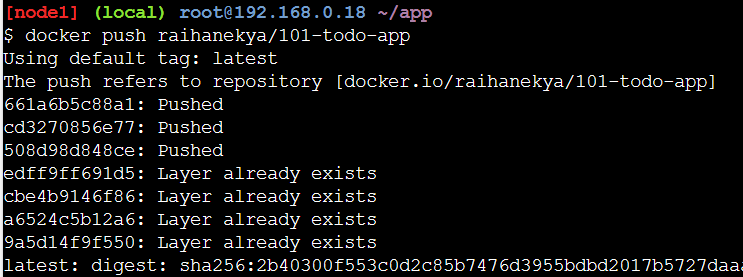 [node1] (local) root@192.168.0.18 ~/app
$ docker push raihanekya/101-todo-app
Using default tag: latest
The push refers to repository [docker.io/raihanekya/101-todo-app]
661a6b5c88a1: Pushed
cd3270856e77: Pushed
508d98d848ce: Pushed
edff9ff691d5: Layer already exists
cbe4b9146f86: Layer already exists
a6524c5b12a6: Layer already exists
9a5d14f9f550: Layer already exists
latest: digest: sha256:2b40300f553c0d2c85b7476d3955bdbd2017b5727daa